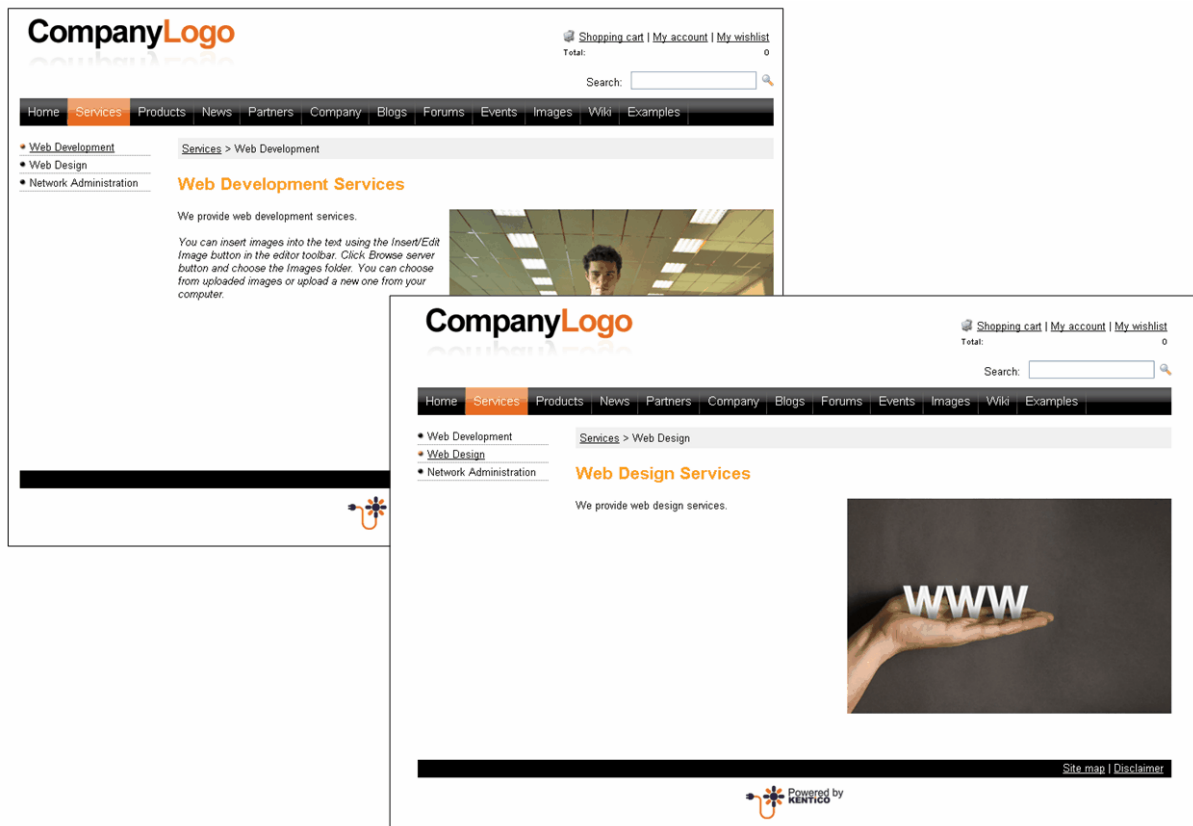 CompanyLogo
Shopping cart | My account | My wishlist
Total: 0
Search:
Home Services Products News Partners Company Blogs Forums Events Images Wiki Examples
Web Development
Web Design
Network Administration
Services > Web Development
Web Development Services
We provide web development services.
You can insert images into the text using the Insert/Edit
Image button in the editor toolbar. Click Browse server
button and choose the Images folder. You can choose
from uploaded images or upload a new one from your
computer.
CompanyLogo
Shopping cart | My account | My wishlist
Total: 0
Search:
Home Services Products News Partners Company Blogs Forums Events Images Wiki Examples
Web Development
Web Design
Network Administration
Services > Web Design
Web Design Services
We provide web design services.
WWW
Site map | Disclaimer
Powered by
KENTICO